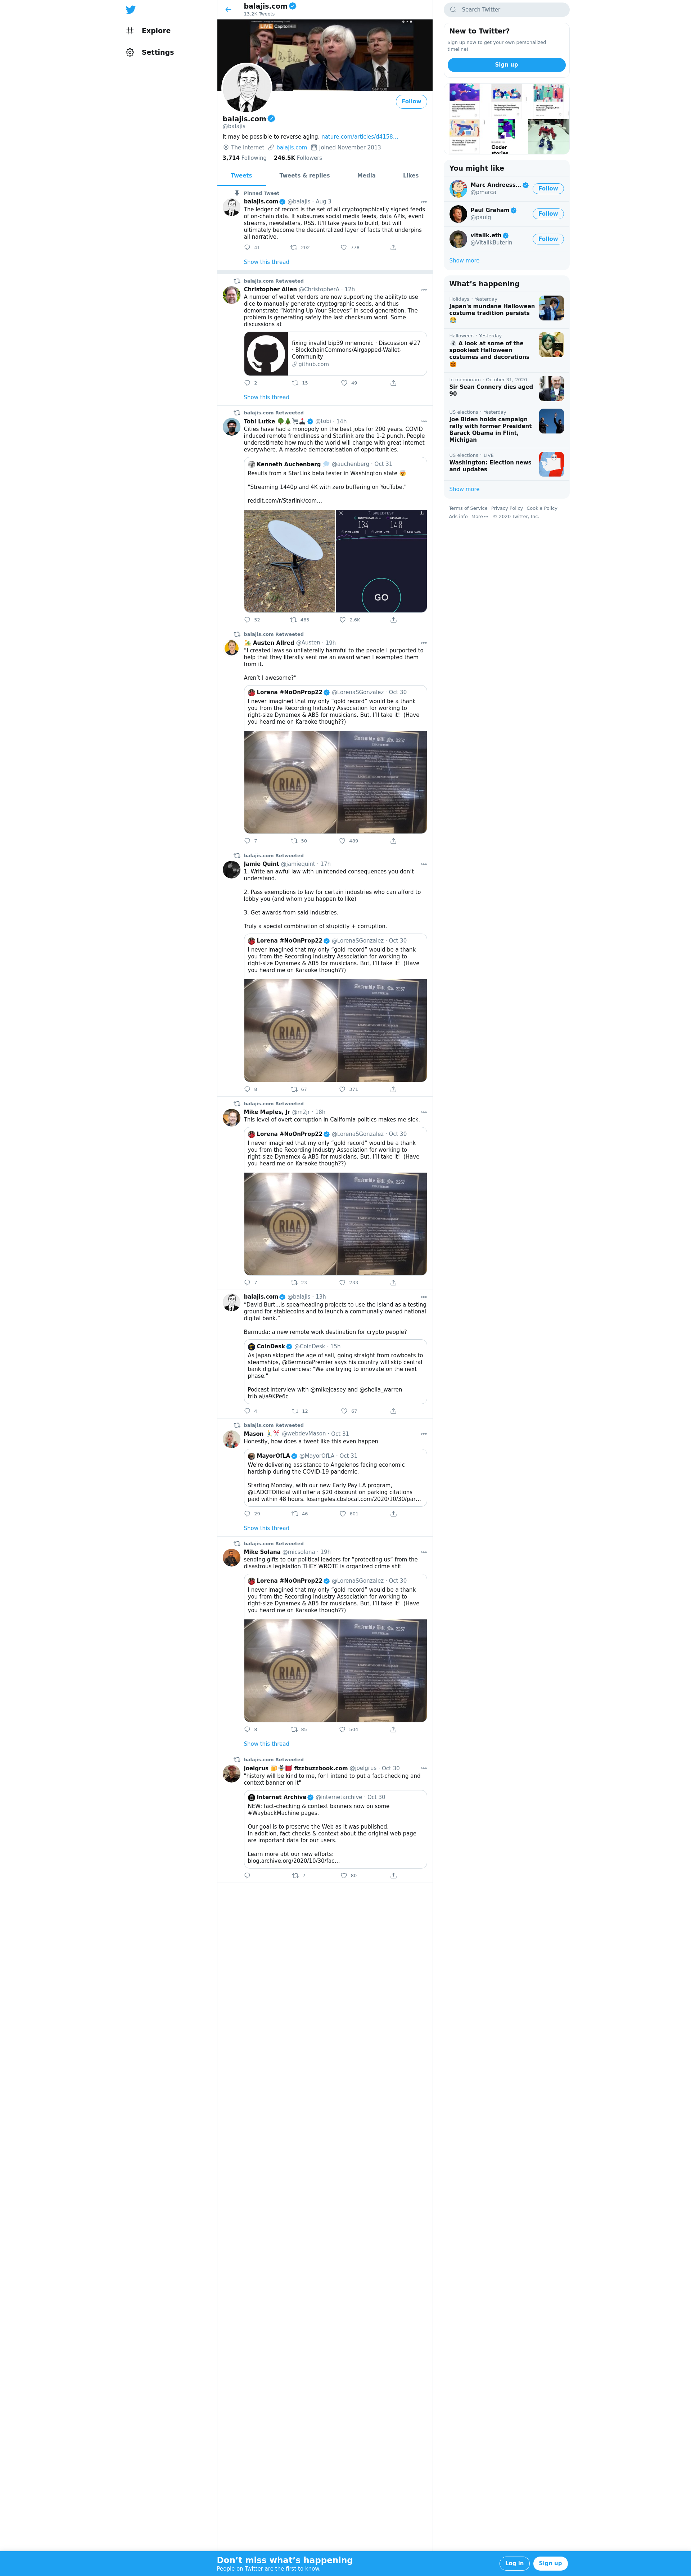 Explore
Settings
balajis.com
13.2K Tweets
LIVE Capitol Hill
Follow
balajis.com
@balajis
It may be possible to reverse aging. nature.com/articles/d4158…
The Internet balajis.com Joined November 2013
3,714 Following 246.5K Followers
Tweets Tweets & replies Media Likes
Pinned Tweet
balajis.com @balajis · Aug 3
The ledger of record is the set of all cryptographically signed feeds
of on-chain data. It subsumes social media feeds, data APIs, event
streams, newsletters, RSS. It'll take years to build, but will
ultimately become the decentralized layer of facts that underpins
all narrative.
41 202 778
Show this thread
balajis.com Retweeted
Christopher Allen @ChristopherA · 12h
A number of wallet vendors are now supporting the abilityto use
dice to manually generate cryptographic seeds, and thus
demonstrate “Nothing Up Your Sleeves” in seed generation. The
problem is generating safely the last checksum word. Some
discussions at
fixing invalid bip39 mnemonic · Discussion #27
· BlockchainCommons/Airgapped-Wallet-
Community
github.com
2 15 49
Show this thread
balajis.com Retweeted
Tobi Lutke @tobi · 14h
Cities have had a monopoly on the best jobs for 200 years. COVID
induced remote friendliness and Starlink are the 1-2 punch. People
underestimate how much the world will change with great internet
everywhere. A massive democratisation of opportunities.
Kenneth Auchenberg @auchenberg · Oct 31
Results from a StarLink beta tester in Washington state 😮
"Streaming 1440p and 4K with zero buffering on YouTube."
reddit.com/r/Starlink/com…
SPEEDTEST
134 14.8
GO
52 465 2.6K
balajis.com Retweeted
Austen Allred @Austen · 19h
“I created laws so unilaterally harmful to the people I purported to
help that they literally sent me an award when I exempted them
from it.
Aren’t I awesome?”
Lorena #NoOnProp22 @LorenaSGonzalez · Oct 30
I never imagined that my only “gold record” would be a thank
you from the Recording Industry Association for working to
right-size Dynamex & AB5 for musicians. But, I’ll take it! (Have
you heard me on Karaoke though??)
RIAA
Assembly Bill No. 2257
7 50 489
balajis.com Retweeted
Jamie Quint @jamiequint · 17h
1. Write an awful law with unintended consequences you don’t
understand.
2. Pass exemptions to law for certain industries who can afford to
lobby you (and whom you happen to like)
3. Get awards from said industries.
Truly a special combination of stupidity + corruption.
Lorena #NoOnProp22 @LorenaSGonzalez · Oct 30
I never imagined that my only “gold record” would be a thank
you from the Recording Industry Association for working to
right-size Dynamex & AB5 for musicians. But, I’ll take it! (Have
you heard me on Karaoke though??)
RIAA
67 371
balajis.com Retweeted
Mike Maples, Jr @m2jr · 18h
This level of overt corruption in California politics makes me sick.
Lorena #NoOnProp22 @LorenaSGonzalez · Oct 30
I never imagined that my only “gold record” would be a thank
you from the Recording Industry Association for working to
right-size Dynamex & AB5 for musicians. But, I’ll take it! (Have
you heard me on Karaoke though??)
RIAA
7 23 233
balajis.com @balajis · 13h
“David Burt...is spearheading projects to use the island as a testing
ground for stablecoins and to launch a communally owned national
digital bank.”
Bermuda: a new remote work destination for crypto people?
CoinDesk @CoinDesk · 15h
As Japan skipped the age of sail, going straight from rowboats to
steamships, @BermudaPremier says his country will skip central
bank digital currencies: “We are trying to innovate on the next
phase.”
Podcast interview with @mikejcasey and @sheila_warren
trib.al/a9KPe6c
4 12 67
balajis.com Retweeted
Mason @webdevMason · Oct 31
Honestly, how does a tweet like this even happen
MayorOfLA @MayorOfLA · Oct 31
We’re delivering assistance to Angelenos facing economic
hardship during the COVID-19 pandemic.
Starting Monday, with our new Early Pay LA program,
@LADOTOfficial will offer a $20 discount on parking citations
paid within 48 hours. losangeles.cbslocal.com/2020/10/30/par…
29 46 601
Show this thread
balajis.com Retweeted
Mike Solana @micsolana · 19h
sending gifts to our political leaders for “protecting us” from the
disastrous legislation THEY WROTE is organized crime shit
Lorena #NoOnProp22 @LorenaSGonzalez · Oct 30
I never imagined that my only “gold record” would be a thank
you from the Recording Industry Association for working to
right-size Dynamex & AB5 for musicians. But, I’ll take it! (Have
you heard me on Karaoke though??)
RIAA
85 504
Show this thread
balajis.com Retweeted
joelgrus fizzbuzzbook.com @joelgrus · Oct 30
"history will be kind to me, for I intend to put a fact-checking and
context banner on it"
Internet Archive @internetarchive · Oct 30
NEW: fact-checking & context banners now on some
#WaybackMachine pages.
Our goal is to preserve the Web as it was published.
In addition, fact checks & context about the original web page
are important data for our users.
Learn more abt our new efforts:
blog.archive.org/2020/10/30/fac…
7 80
Search Twitter
New to Twitter?
Sign up now to get your own personalized
timeline!
Sign up
Coder
stories
You might like
Marc Andreess…
@pmarca
Follow
Paul Graham
@paulg
Follow
vitalik.eth
@VitalikButerin
Follow
Show more
What’s happening
Holidays · Yesterday
Japan's mundane Halloween
costume tradition persists
😂
Halloween · Yesterday
A look at some of the
spookiest Halloween
costumes and decorations
🎃
In memoriam · October 31, 2020
Sir Sean Connery dies aged
90
US elections · Yesterday
Joe Biden holds campaign
rally with former President
Barack Obama in Flint,
Michigan
US elections · LIVE
Washington: Election news
and updates
Show more
Terms of Service Privacy Policy Cookie Policy
Ads info More © 2020 Twitter, Inc.
Don’t miss what’s happening
People on Twitter are the first to know.
Log in Sign up